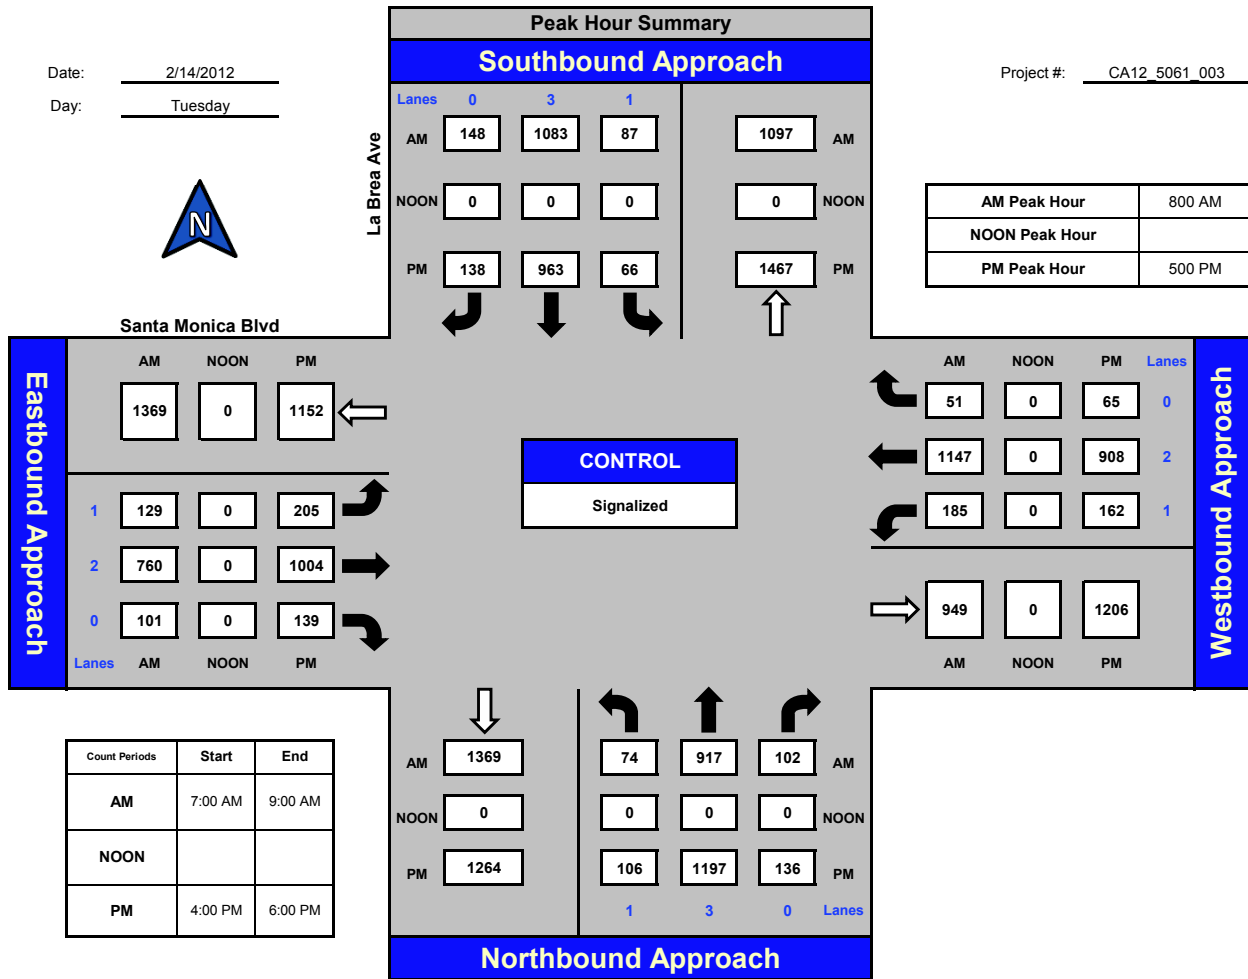 Peak Hour Summary
Southbound Approach
Date: 2/14/2012
Project #: CA12_5061_003
Day: Tuesday
Lanes 0 3 1
AM 148 1083 87 1097 AM
La Brea Ave
NOON 0 0 0 0 NOON
PM 138 963 66 1467 PM
N
AM Peak Hour 800 AM
NOON Peak Hour
PM Peak Hour 500 PM
Santa Monica Blvd
Eastbound Approach
AM NOON PM
1369 0 1152
1 129 0 205
2 760 0 1004
0 101 0 139
Lanes AM NOON PM
CONTROL
Signalized
AM NOON PM Lanes
51 0 65 0
1147 0 908 2
185 0 162 1
949 0 1206
AM NOON PM
Westbound Approach
Count Periods Start End
AM 7:00 AM 9:00 AM
NOON
PM 4:00 PM 6:00 PM
AM 1369 74 917 102 AM
NOON 0 0 0 0 NOON
PM 1264 106 1197 136 PM
1 3 0 Lanes
Northbound Approach